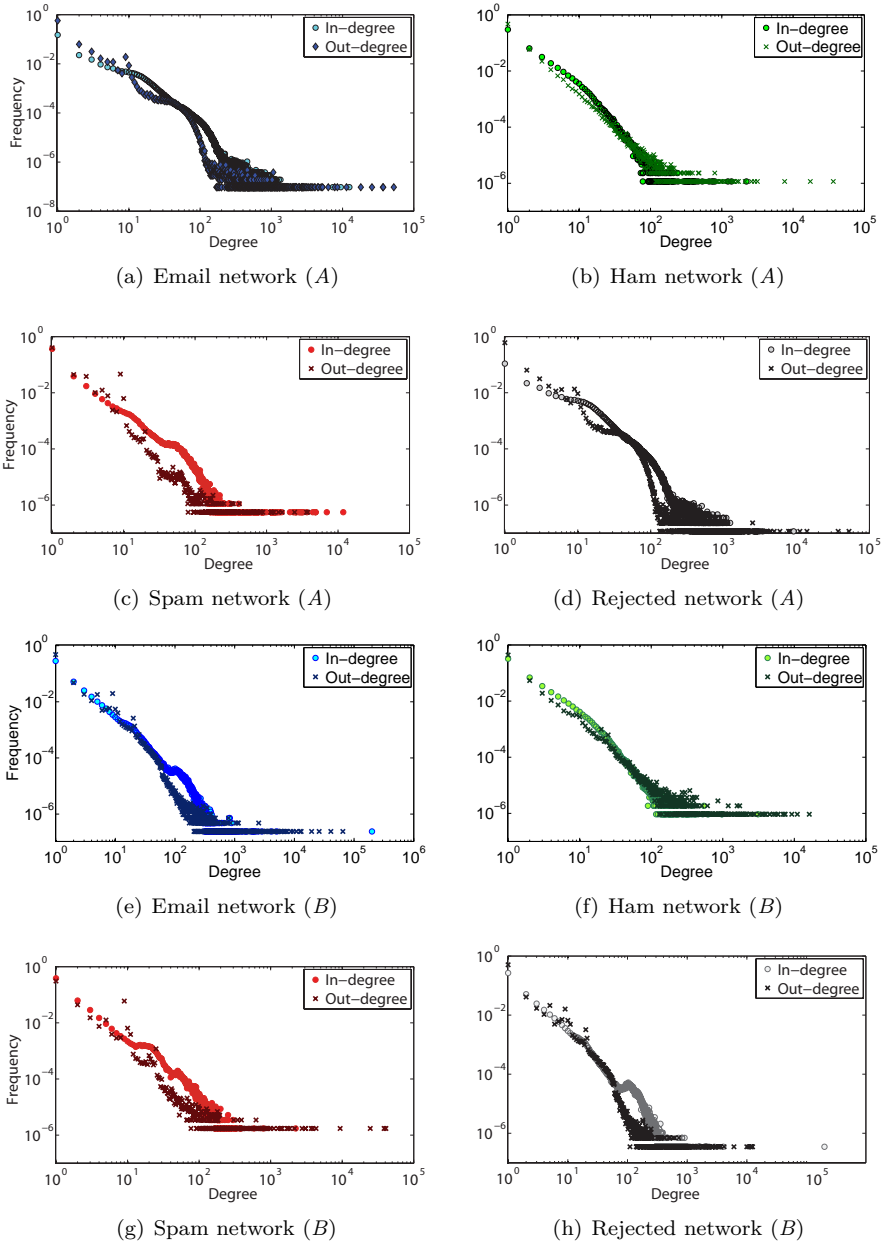 10^0
10^-2
10^-4
10^-6
10^-8
Frequency
In-degree
Out-degree
10^0 10^1 10^2 10^3 10^4 10^5
Degree
(a) Email network (A)
10^0
10^-2
10^-4
10^-6
In-degree
Out-degree
10^0 10^1 10^2 10^3 10^4 10^5
Degree
(b) Ham network (A)
10^0
10^-2
10^-4
10^-6
Frequency
In-degree
Out-degree
10^0 10^1 10^2 10^3 10^4 10^5
Degree
(c) Spam network (A)
10^0
10^-2
10^-4
10^-6
In-degree
Out-degree
10^0 10^1 10^2 10^3 10^4 10^5
Degree
(d) Rejected network (A)
10^0
10^-2
10^-4
10^-6
Frequency
In-degree
Out-degree
10^0 10^1 10^2 10^3 10^4 10^5 10^6
Degree
(e) Email network (B)
10^0
10^-2
10^-4
10^-6
In-degree
Out-degree
10^0 10^1 10^2 10^3 10^4 10^5
Degree
(f) Ham network (B)
10^0
10^-2
10^-4
10^-6
Frequency
In-degree
Out-degree
10^0 10^1 10^2 10^3 10^4 10^5
Degree
(g) Spam network (B)
10^0
10^-2
10^-4
10^-6
In-degree
Out-degree
10^0 10^1 10^2 10^3 10^4 10^5
Degree
(h) Rejected network (B)